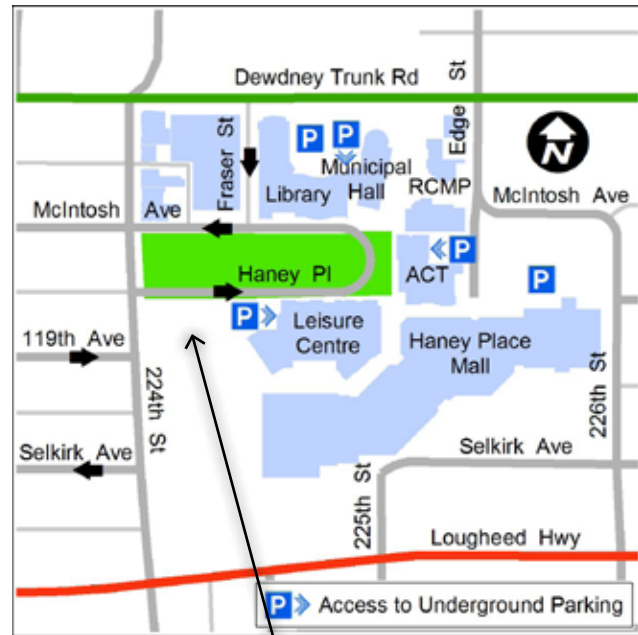 Dewdney Trunk Rd
Edge St
P
P
Fraser St
Municipal
Hall
Library
RCMP
N
McIntosh Ave
McIntosh Ave
P
ACT
Haney Pl
P
P
Leisure
Centre
Haney Place
Mall
119th Ave
224th St
226th St
Selkirk Ave
Selkirk Ave
225th St
Lougheed Hwy
P Access to Underground Parking